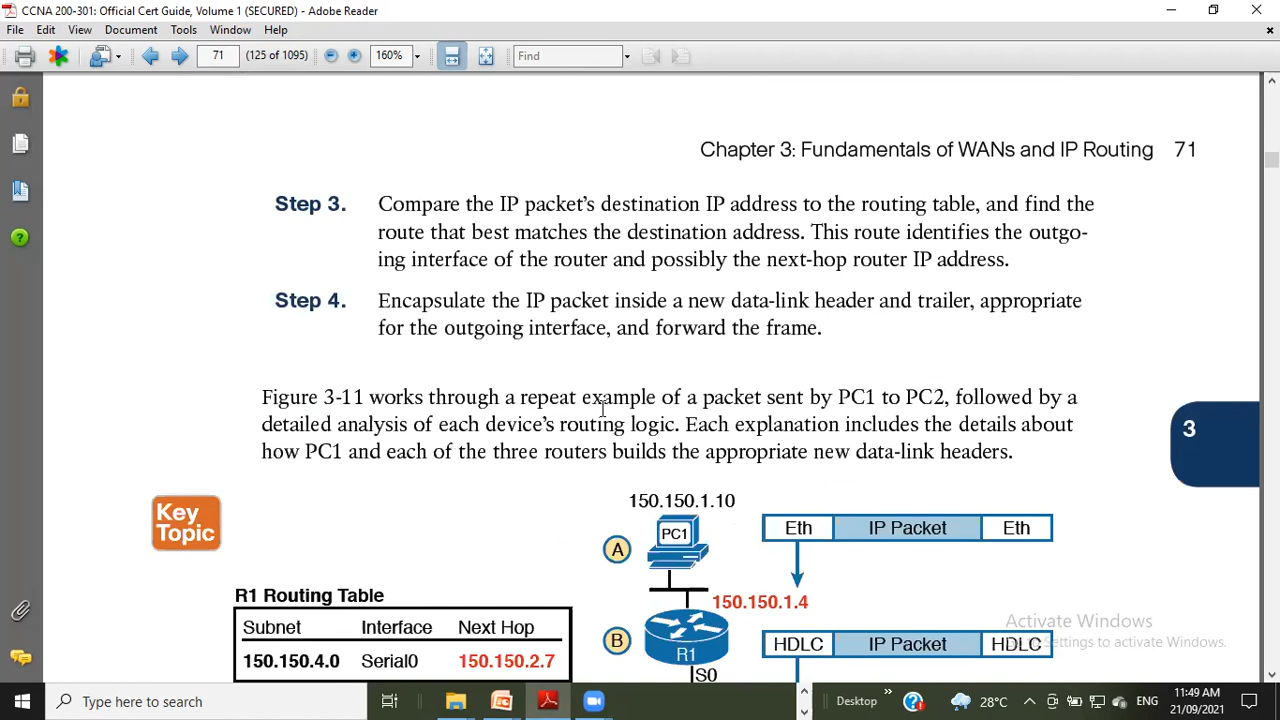 CCNA 200-301: Official Cert Guide, Volume 1 (SECURED) - Adobe Reader
File Edit View Document Tools Window Help
71 (125 of 1095) 160% Find
Chapter 3: Fundamentals of WANs and IP Routing 71
Step 3. Compare the IP packet's destination IP address to the routing table, and find the
route that best matches the destination address. This route identifies the outgo-
ing interface of the router and possibly the next-hop router IP address.
Step 4. Encapsulate the IP packet inside a new data-link header and trailer, appropriate
for the outgoing interface, and forward the frame.
Figure 3-11 works through a repeat example of a packet sent by PC1 to PC2, followed by a
detailed analysis of each device's routing logic. Each explanation includes the details about
how PC1 and each of the three routers builds the appropriate new data-link headers.
3
Key
Topic
150.150.1.10
A PC1 Eth IP Packet Eth
R1 Routing Table
150.150.1.4
Subnet Interface Next Hop
150.150.4.0 Serial0 150.150.2.7
B R1 HDLC IP Packet HDLC
S0
Activate Windows
Go to Settings to activate Windows.
Type here to search
Desktop
28°C
ENG
11:49 AM
21/09/2021